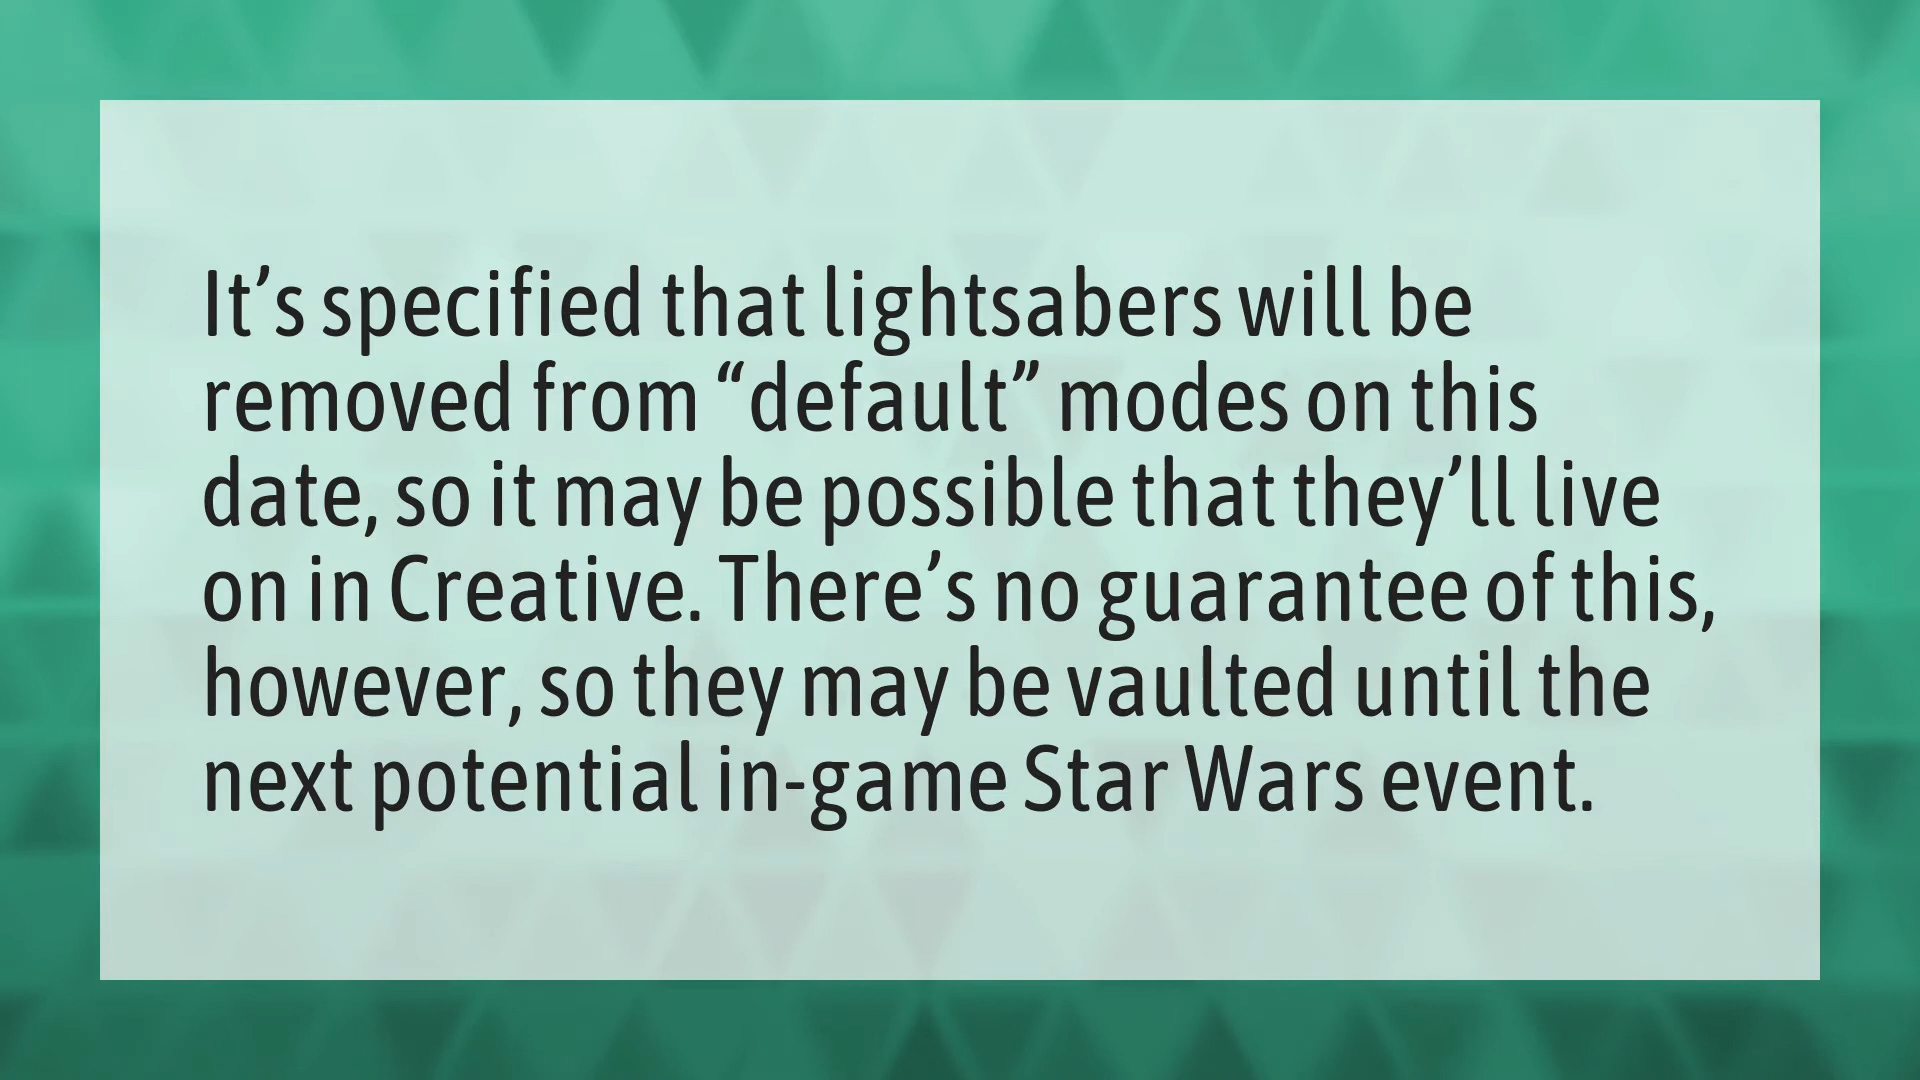 It’s specified that lightsabers will be
removed from “default” modes on this
date, so it may be possible that they’ll live
on in Creative. There’s no guarantee of this,
however, so they may be vaulted until the
next potential in-game Star Wars event.